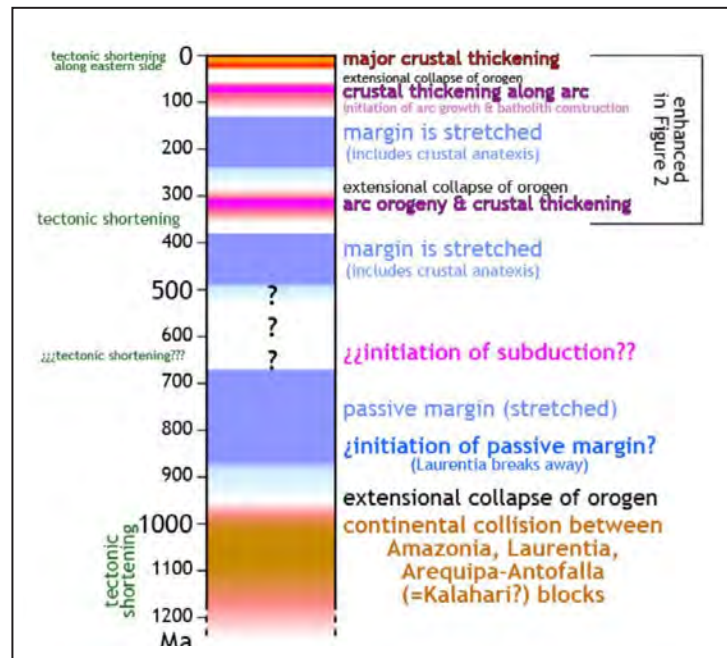 tectonic shortening
along eastern side
0
major crustal thickening
extensional collapse of orogen
crustal thickening along arc
100
initiation of arc growth & batholith construction
margin is stretched
(includes crustal anatexis)
200
enhanced
in Figure 2
300
extensional collapse of orogen
arc orogeny & crustal thickening
tectonic shortening
400
margin is stretched
(includes crustal anatexis)
500
?
?
600
?
¿¿¿tectonic shortening???
¿¿initiation of subduction??
700
passive margin (stretched)
800
¿initiation of passive margin?
(Laurentia breaks away)
900
extensional collapse of orogen
1000
continental collision between
Amazonia, Laurentia,
Arequipa-Antofalla
(=Kalahari?) blocks
tectonic
shortening
1100
1200
Ma